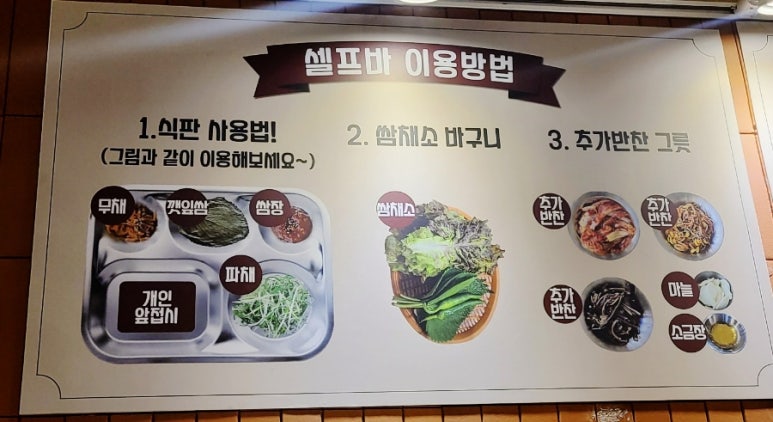 셀프바 이용방법
1.식판 사용법!
(그림과 같이 이용해보세요~)
무채
깻잎쌈
쌈장
개인
앞접시
파채
2. 쌈채소 바구니
쌈채소
3. 추가반찬 그릇
추가
반찬
추가
반찬
추가
반찬
마늘
소금장